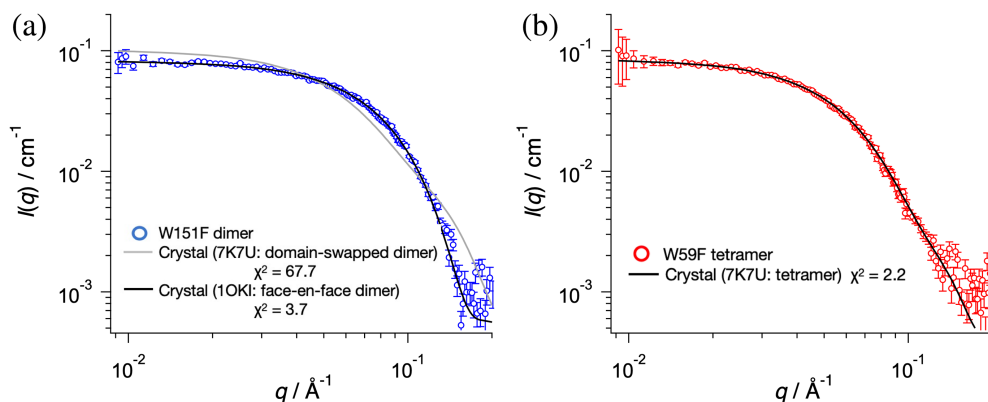 (a)
10⁻¹
10⁻²
10⁻³
I(q) / cm⁻¹
W151F dimer
Crystal (7K7U: domain-swapped dimer)
χ² = 67.7
Crystal (1OKI: face-en-face dimer)
χ² = 3.7
10⁻²
10⁻¹
q / Å⁻¹
(b)
10⁻¹
10⁻²
10⁻³
I(q) / cm⁻¹
W59F tetramer
Crystal (7K7U: tetramer) χ² = 2.2
10⁻²
10⁻¹
q / Å⁻¹